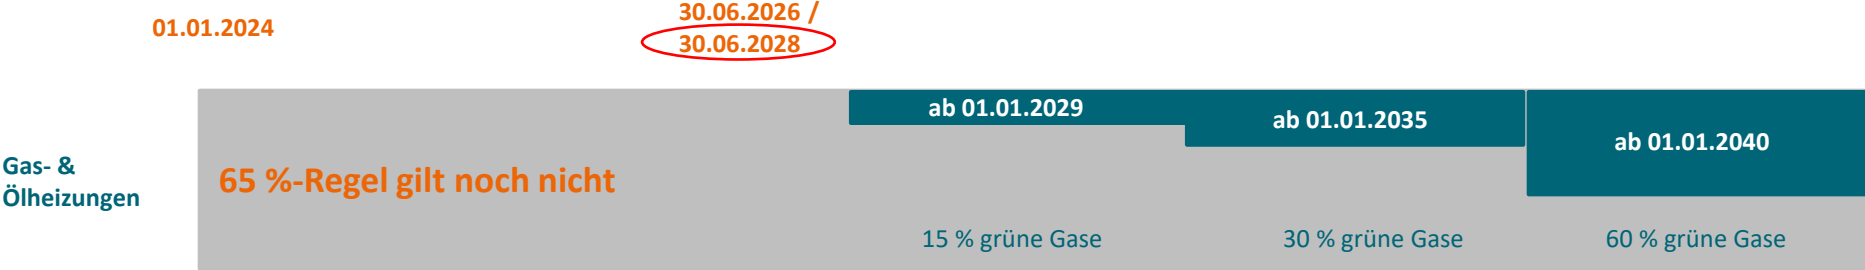 01.01.2024
30.06.2026 /
30.06.2028
ab 01.01.2029
ab 01.01.2035
ab 01.01.2040
Gas- &
Ölheizungen
65 %-Regel gilt noch nicht
15 % grüne Gase
30 % grüne Gase
60 % grüne Gase